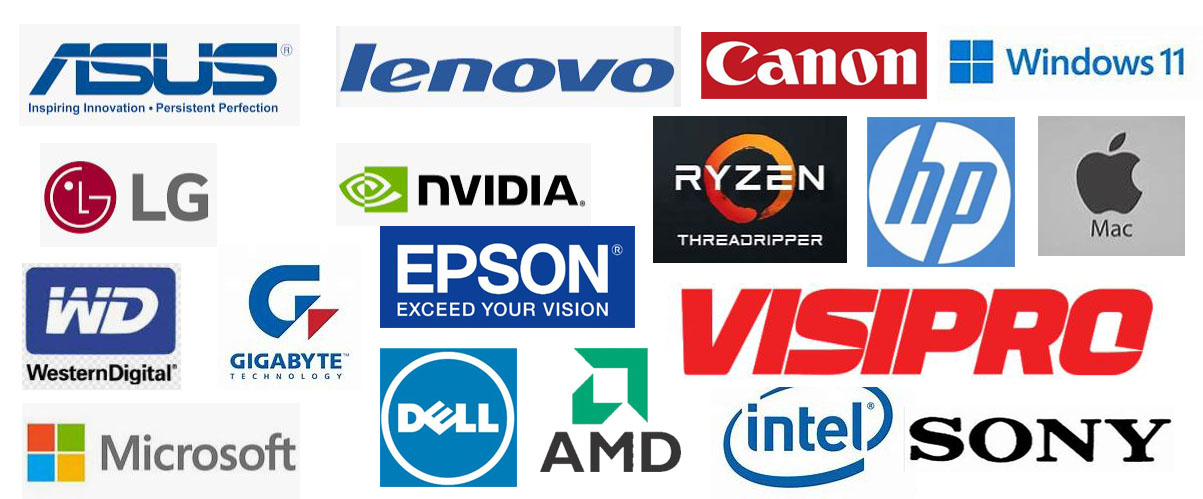 ASUS®
Inspiring Innovation • Persistent Perfection
lenovo
Canon
Windows 11
LG
NVIDIA.
RYZEN
THREADRIPPER
hp
Mac
WD
WesternDigital®
GIGABYTE™
TECHNOLOGY
EPSON®
EXCEED YOUR VISION
VISIPRO
DELL
AMD
intel®
SONY
Microsoft